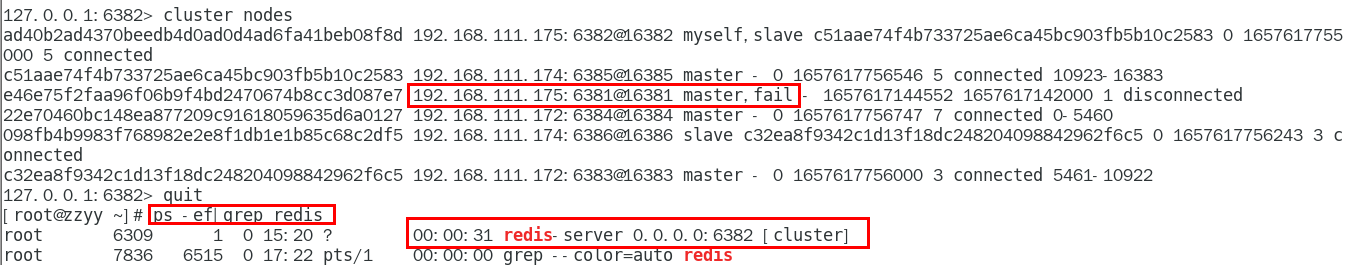 127.0.0.1:6382> cluster nodes
ad40b2ad4370beedb4d0ad0d4ad6fa41beb08f8d 192.168.111.175:6382@16382 myself,slave c51aae74f4b733725ae6ca45bc903fb5b10c2583 0 1657617755
000 5 connected
c51aae74f4b733725ae6ca45bc903fb5b10c2583 192.168.111.174:6385@16385 master - 0 1657617756546 5 connected 10923-16383
e46e75f2faa96f06b9f4bd2470674b8cc3d087e7 192.168.111.175:6381@16381 master,fail - 1657617144552 1657617142000 1 disconnected
22e70460bc148ea877209c91618059635d6a0127 192.168.111.172:6384@16384 master - 0 1657617756747 7 connected 0-5460
098fb4b9983f768982e2e8f1db1e1b85c68c2df5 192.168.111.174:6386@16386 slave c32ea8f9342c1d13f18dc248204098842962f6c5 0 1657617756243 3 c
onnected
c32ea8f9342c1d13f18dc248204098842962f6c5 192.168.111.172:6383@16383 master - 0 1657617756000 3 connected 5461-10922
127.0.0.1:6382> quit
[root@zzyy ~]# ps -ef|grep redis
root 6309 1 0 15:20 ? 00:00:31 redis-server 0.0.0.0:6382 [cluster]
root 7836 6515 0 17:22 pts/1 00:00:00 grep --color=auto redis